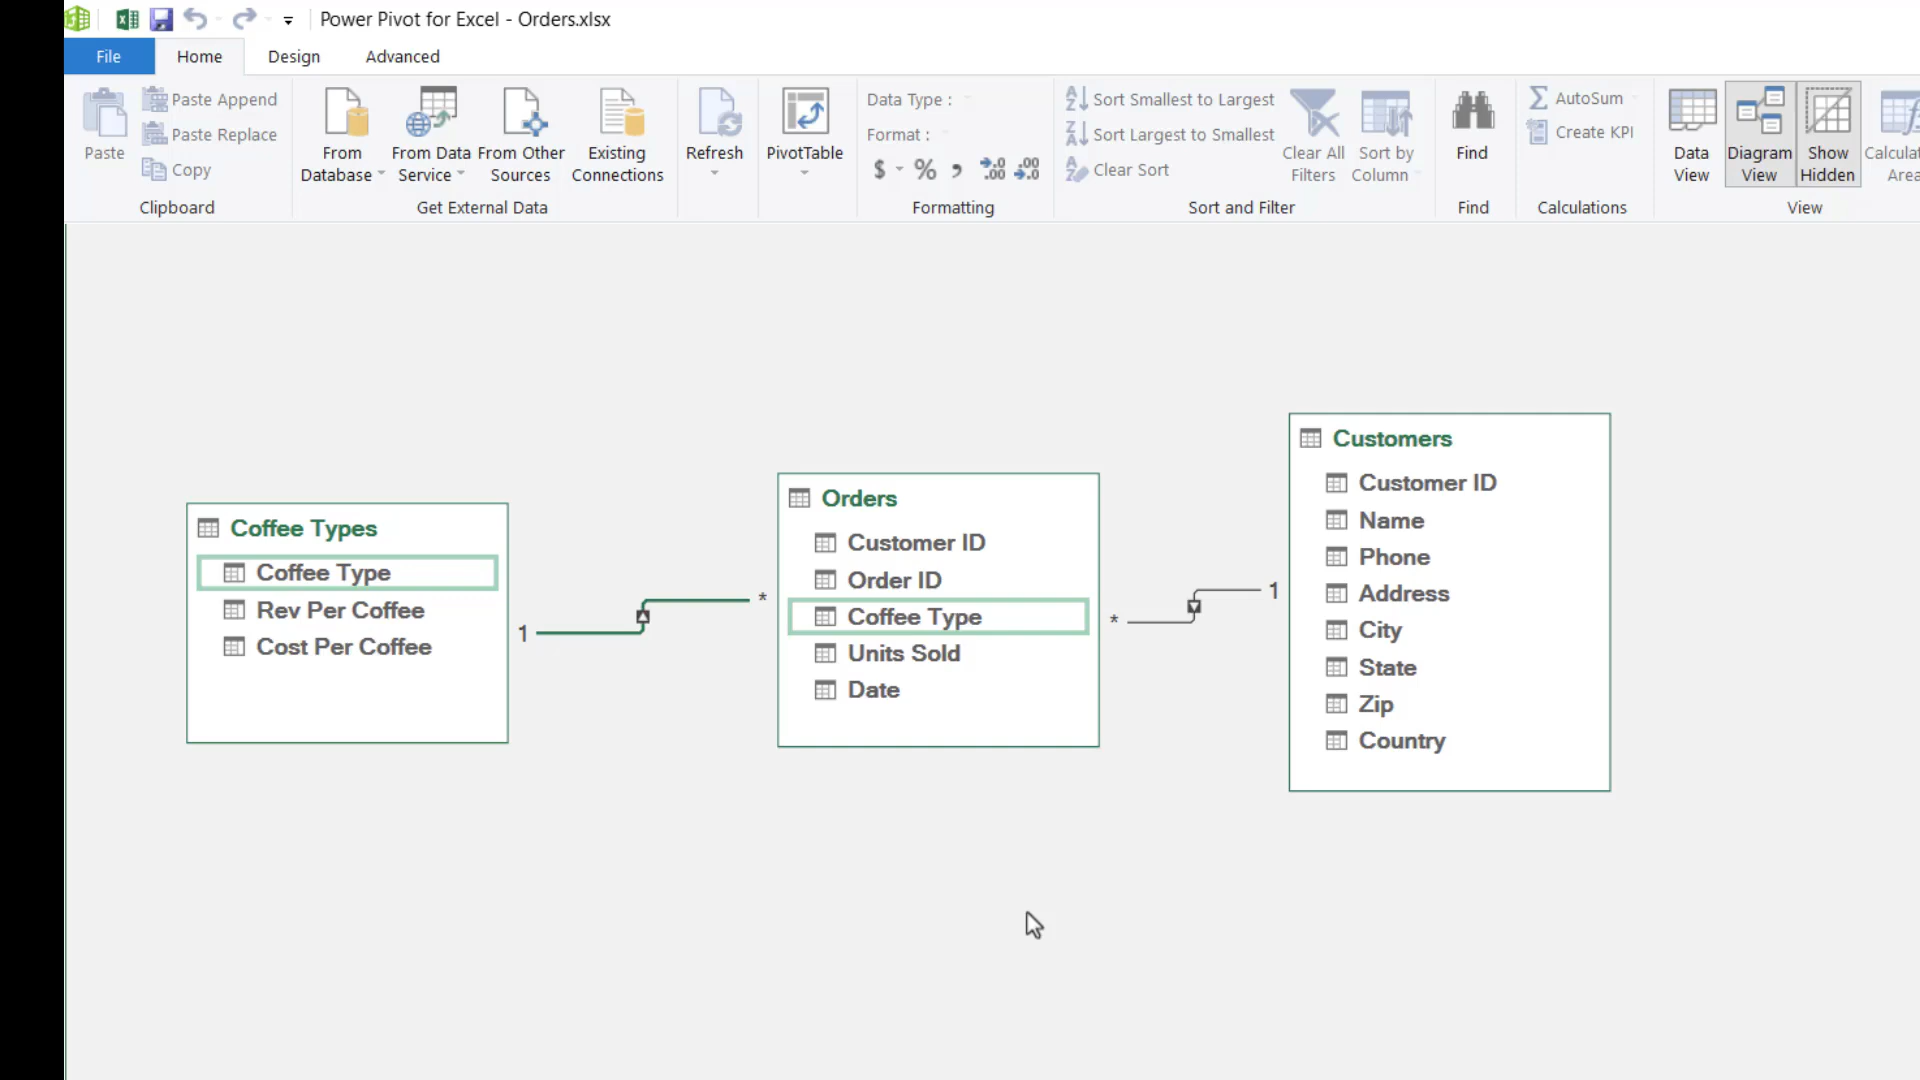 Power Pivot for Excel - Orders.xlsx
File Home Design Advanced
Paste
Paste Append
Paste Replace
Copy
Clipboard
From Database
From Data Service
From Other Sources
Existing Connections
Get External Data
Refresh
PivotTable
Data Type :
Format :
$ % , .0 .00 .00 .0
Formatting
Sort Smallest to Largest
Sort Largest to Smallest
Clear Sort
Clear All Filters
Sort by Column
Sort and Filter
Find
Find
AutoSum
Create KPI
Calculations
Data View
Diagram View
Show Hidden
Calculat
Area
View
Coffee Types
Coffee Type
Rev Per Coffee
Cost Per Coffee
1
*
Orders
Customer ID
Order ID
Coffee Type
Units Sold
Date
*
1
Customers
Customer ID
Name
Phone
Address
City
State
Zip
Country